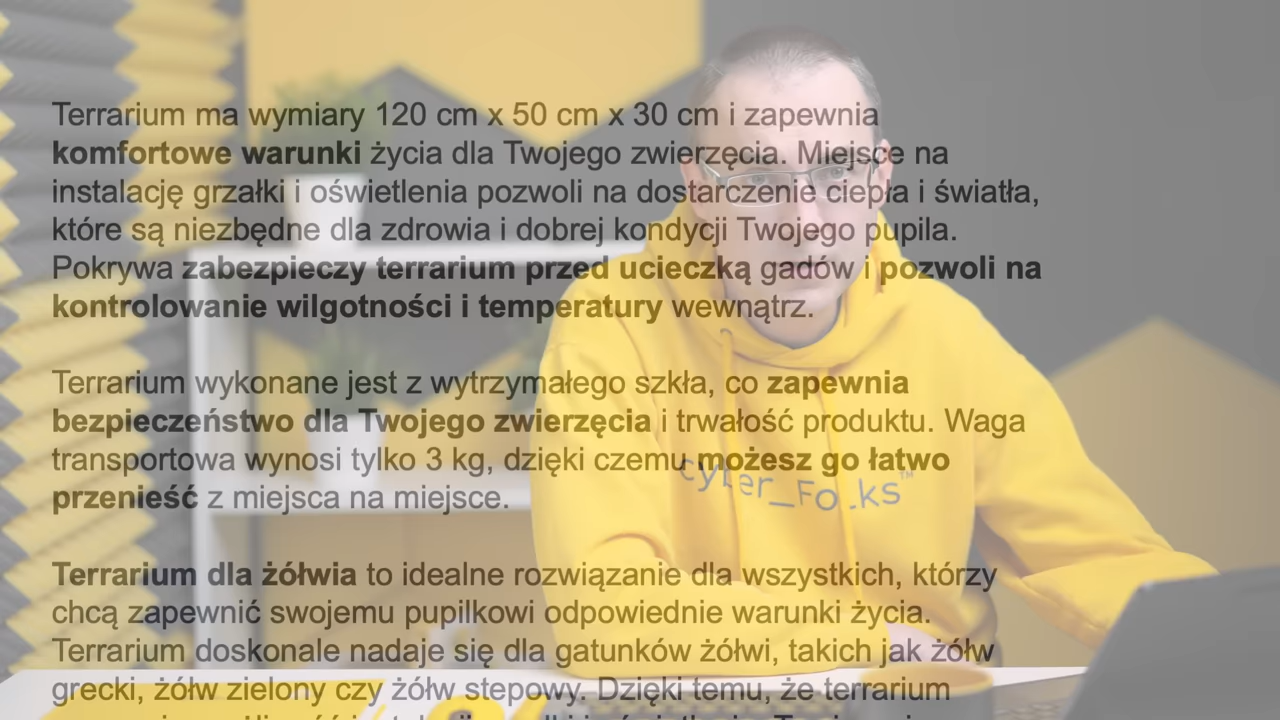 Terrarium ma wymiary 120 cm x 50 cm x 30 cm i zapewnia
komfortowe warunki życia dla Twojego zwierzęcia. Miejsce na
instalację grzałki i oświetlenia pozwoli na dostarczenie ciepła i światła,
które są niezbędne dla zdrowia i dobrej kondycji Twojego pupila.
Pokrywa zabezpieczy terrarium przed ucieczką gadów i pozwoli na
kontrolowanie wilgotności i temperatury wewnątrz.
Terrarium wykonane jest z wytrzymałego szkła, co zapewnia
bezpieczeństwo dla Twojego zwierzęcia i trwałość produktu. Waga
transportowa wynosi tylko 3 kg, dzięki czemu możesz go łatwo
cyber_Folks™
przenieść z miejsca na miejsce.
Terrarium dla żółwia to idealne rozwiązanie dla wszystkich, którzy
chcą zapewnić swojemu pupilkowi odpowiednie warunki życia.
Terrarium doskonale nadaje się dla gatunków żółwi, takich jak żółw
grecki, żółw zielony czy żółw stepowy. Dzięki temu, że terrarium